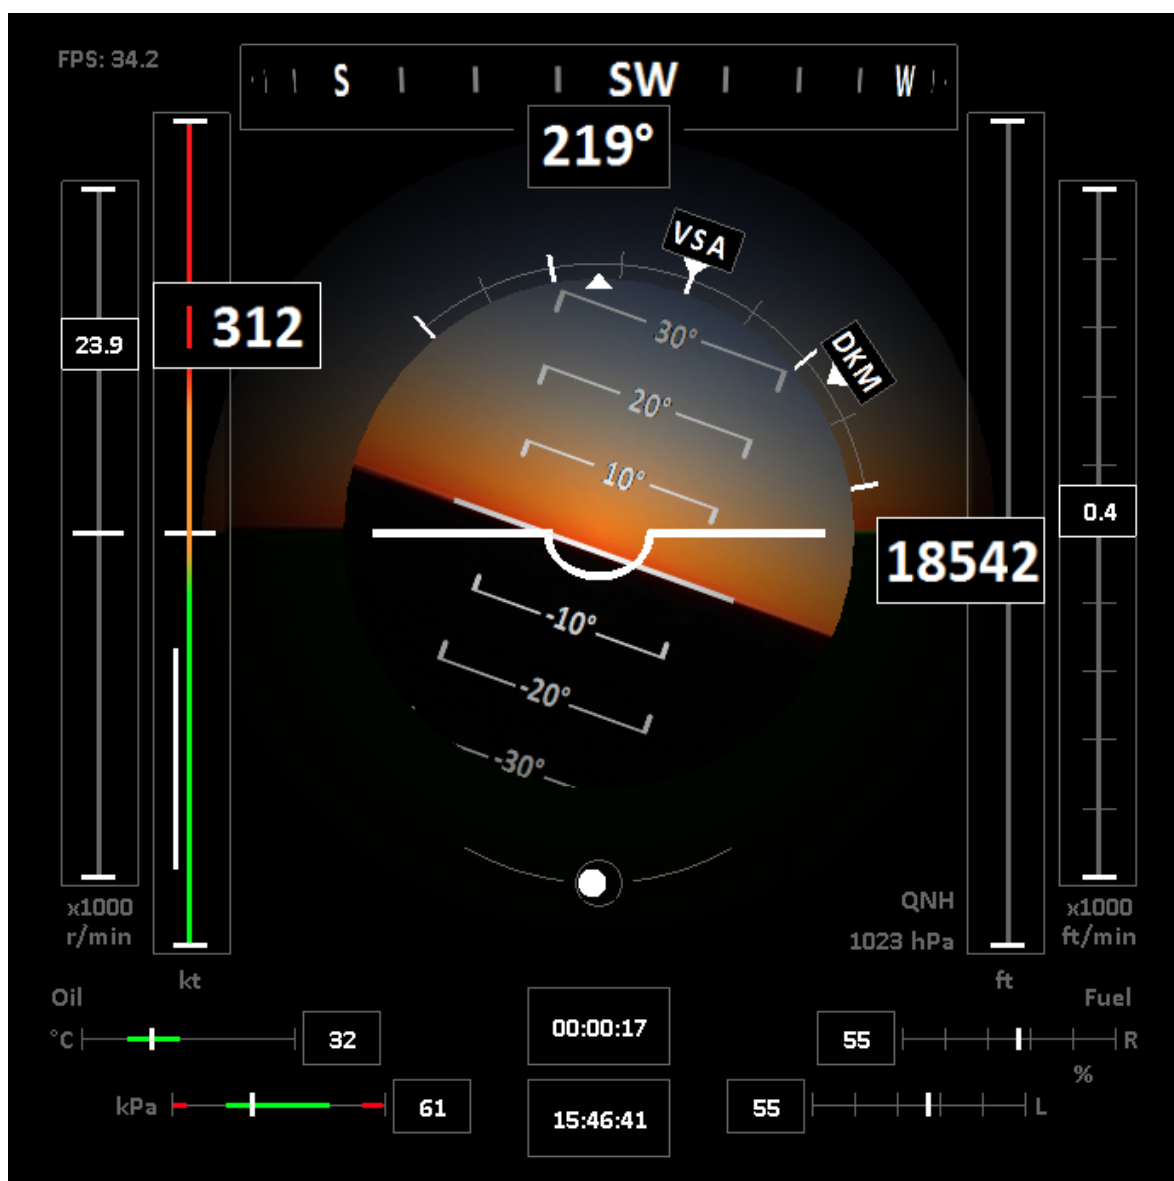 FPS: 34.2
S SW W
219°
VSA
DKM
30°
20°
10°
-10°
-20°
-30°
23.9
312
0.4
18542
x1000
r/min
kt
QNH
1023 hPa
ft
x1000
ft/min
Oil
°C 32
kPa 61
00:00:17
15:46:41
Fuel
55 R
%
55 L